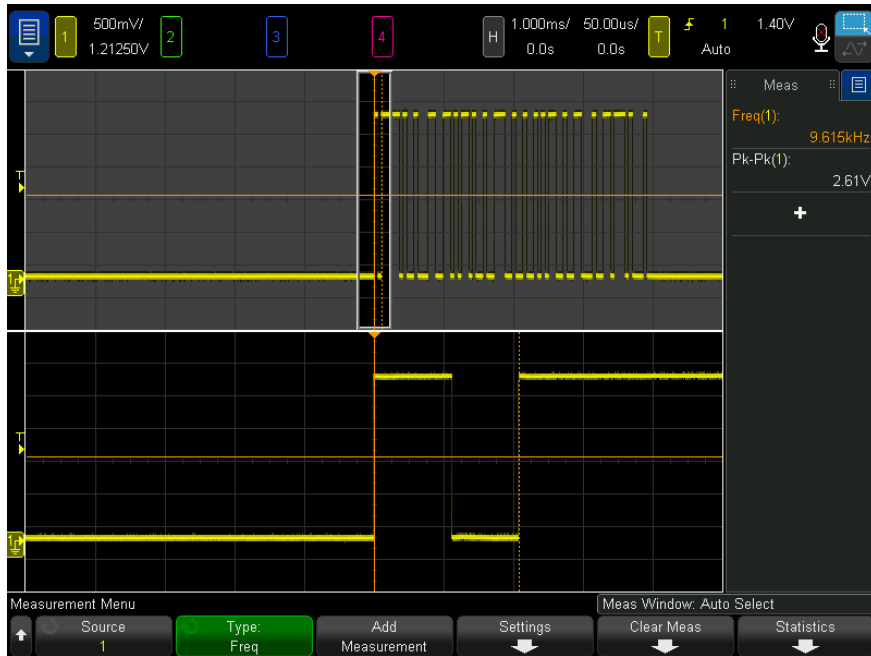 1 500mV/ 2 3 4 H 1.000ms/ 50.00us/ T 1 1.40V
1.21250V 0.0s 0.0s Auto
Meas
Freq(1):
9.615kHz
Pk-Pk(1):
2.61V
+
T
1
T
1
Measurement Menu
Meas Window: Auto Select
Source Type: Add Settings Clear Meas Statistics
1 Freq Measurement